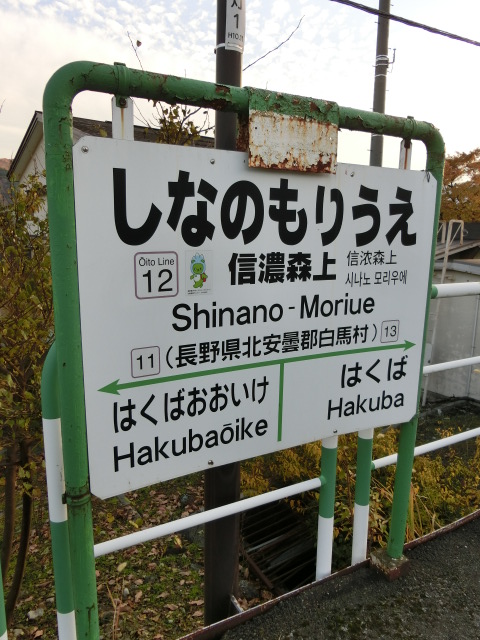 1
しなのもりうえ
Ōito Line
12
信濃森上
信浓森上
시나노 모리우에
Shinano-Moriue
11 (長野県北安曇郡白馬村) 13
はくばおおいけ
はくば
Hakubaōike
Hakuba